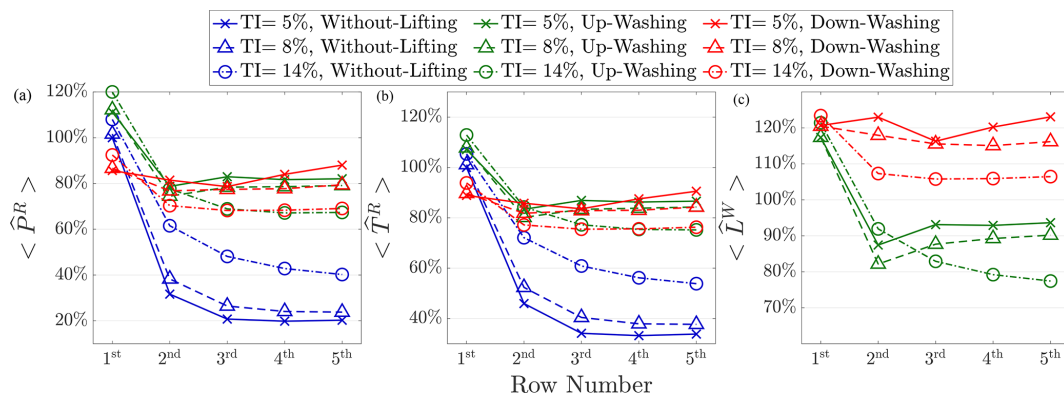 TI= 5%, Without-Lifting TI= 5%, Up-Washing TI= 5%, Down-Washing
TI= 8%, Without-Lifting TI= 8%, Up-Washing TI= 8%, Down-Washing
TI= 14%, Without-Lifting TI= 14%, Up-Washing TI= 14%, Down-Washing
(a)
120%
100%
80%
60%
40%
20%
< P̂^R >
1st 2nd 3rd 4th 5th
(b)
120%
100%
80%
60%
40%
< T̂^R >
1st 2nd 3rd 4th 5th
(c)
120%
110%
100%
90%
80%
70%
< L̂^W >
1st 2nd 3rd 4th 5th
Row Number